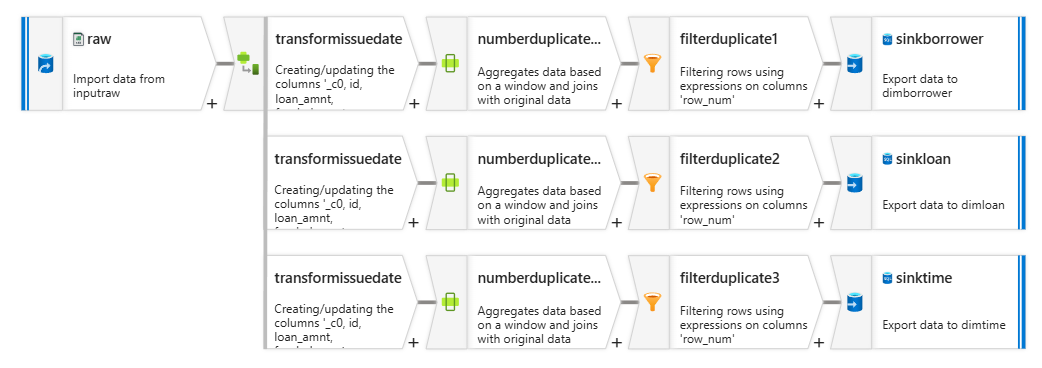 raw
Import data from
inputraw
+
transformissuedate
Creating/updating the
columns '_c0, id,
loan_amnt,
+
numberduplicate...
Aggregates data based
on a window and joins
with original data
+
filterduplicate1
Filtering rows using
expressions on columns
'row_num'
+
sinkborrower
Export data to
dimborrower
transformissuedate
Creating/updating the
columns '_c0, id,
loan_amnt,
+
numberduplicate...
Aggregates data based
on a window and joins
with original data
+
filterduplicate2
Filtering rows using
expressions on columns
'row_num'
+
sinkloan
Export data to dimloan
transformissuedate
Creating/updating the
columns '_c0, id,
loan_amnt,
+
numberduplicate...
Aggregates data based
on a window and joins
with original data
+
filterduplicate3
Filtering rows using
expressions on columns
'row_num'
+
sinktime
Export data to dimtime